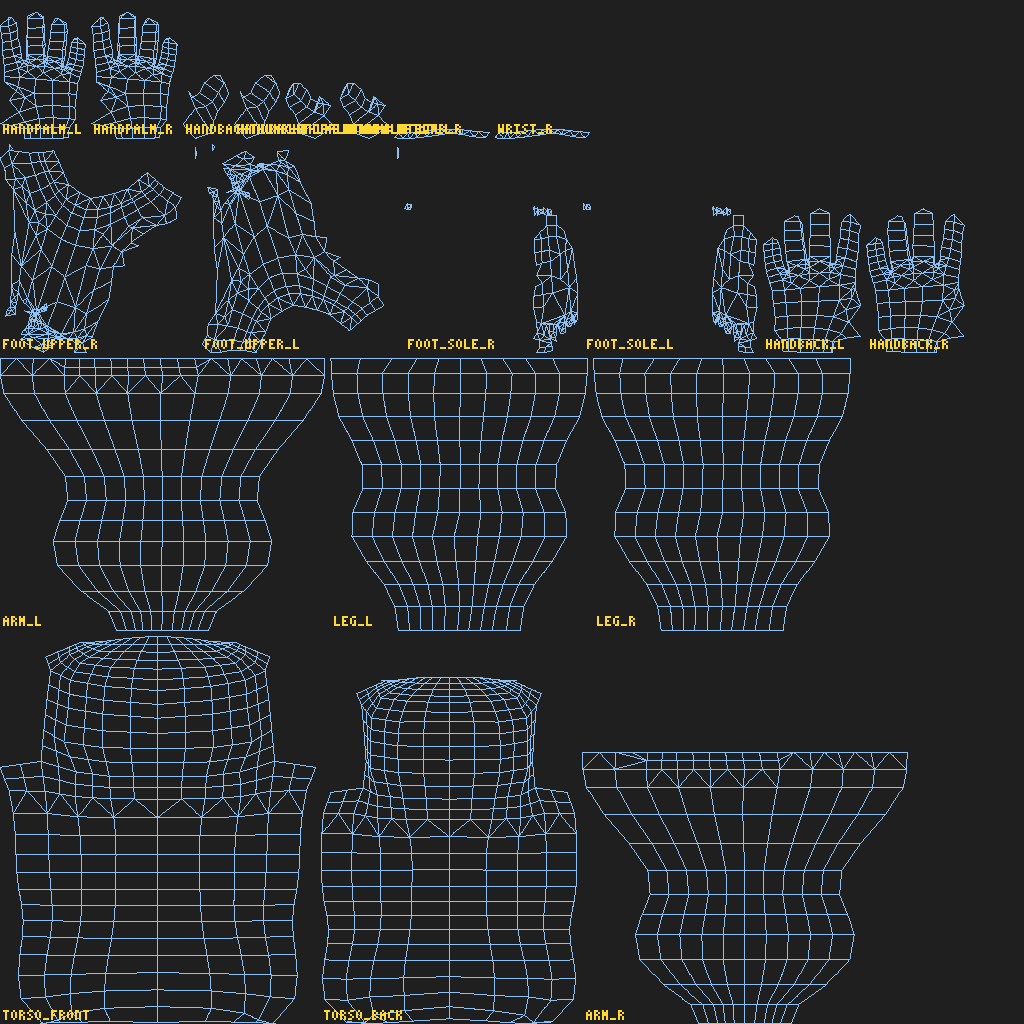 HANDPALM_L HANDPALM_R WRIST_R
FOOT_UPPER_R FOOT_UPPER_L FOOT_SOLE_R FOOT_SOLE_L HANDBACK_L HANDBACK_R
ARM_L LEG_L LEG_R
TORSO_FRONT TORSO_BACK ARM_R